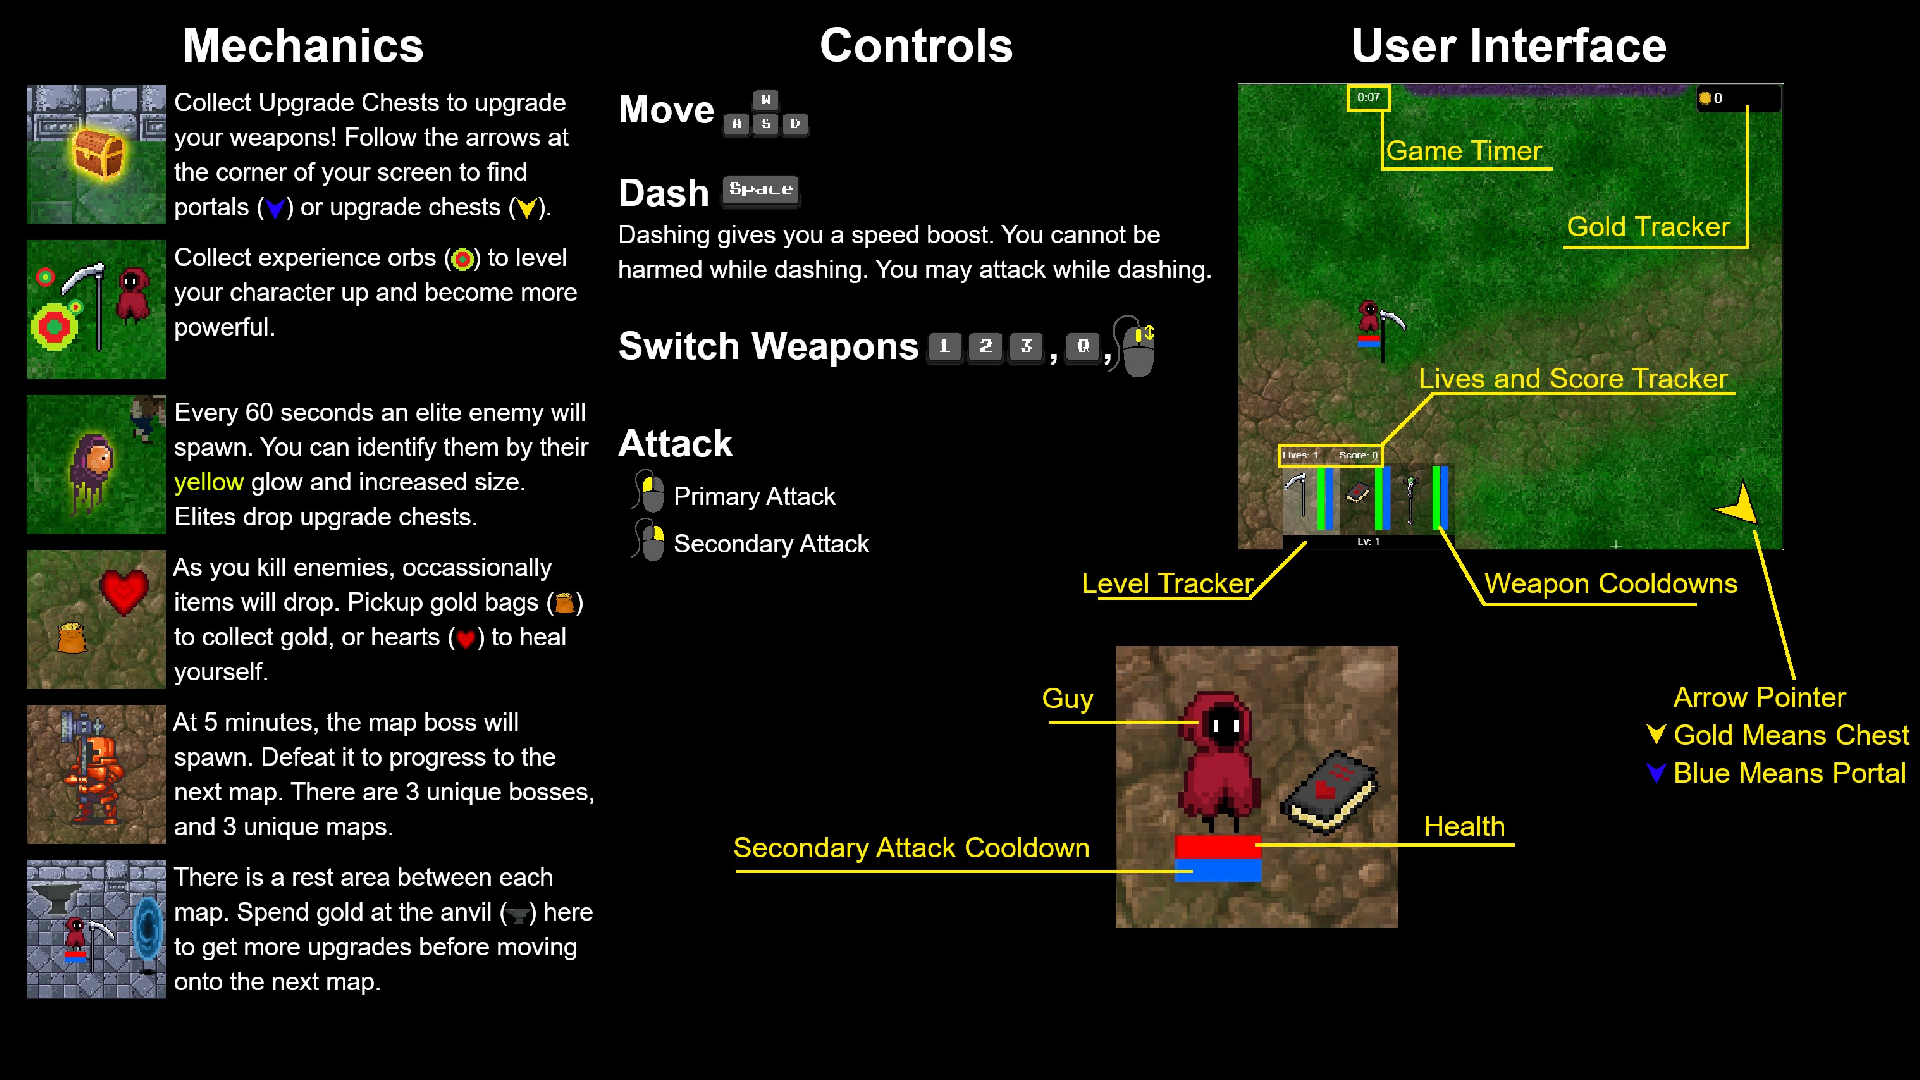 Mechanics
Collect Upgrade Chests to upgrade
your weapons! Follow the arrows at
the corner of your screen to find
portals ( ) or upgrade chests ( ).
Collect experience orbs ( ) to level
your character up and become more
powerful.
Every 60 seconds an elite enemy will
spawn. You can identify them by their
yellow glow and increased size.
Elites drop upgrade chests.
As you kill enemies, occassionally
items will drop. Pickup gold bags ( )
to collect gold, or hearts ( ) to heal
yourself.
At 5 minutes, the map boss will
spawn. Defeat it to progress to the
next map. There are 3 unique bosses,
and 3 unique maps.
There is a rest area between each
map. Spend gold at the anvil ( ) here
to get more upgrades before moving
onto the next map.
Controls
Move W
A S D
Dash Space
Dashing gives you a speed boost. You cannot be
harmed while dashing. You may attack while dashing.
Switch Weapons 1 2 3 , Q ,
Attack
Primary Attack
Secondary Attack
User Interface
0:07
0
Game Timer
Gold Tracker
Lives and Score Tracker
Lives: 1 Score: 0
Lv: 1
Level Tracker
Weapon Cooldowns
Arrow Pointer
Gold Means Chest
Blue Means Portal
Guy
Health
Secondary Attack Cooldown